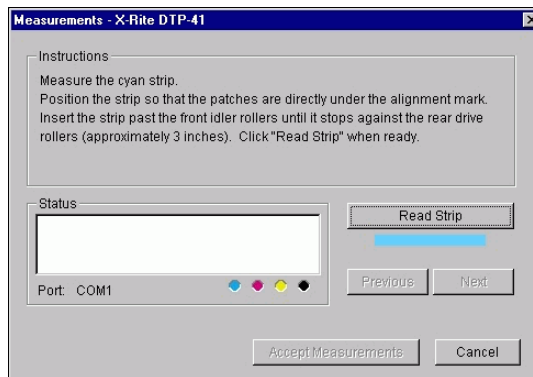 Measurements - X-Rite DTP-41
Instructions
Measure the cyan strip.
Position the strip so that the patches are directly under the alignment mark.
Insert the strip past the front idler rollers until it stops against the rear drive
rollers (approximately 3 inches). Click "Read Strip" when ready.
Status
Read Strip
Port: COM1
Previous
Next
Accept Measurements
Cancel